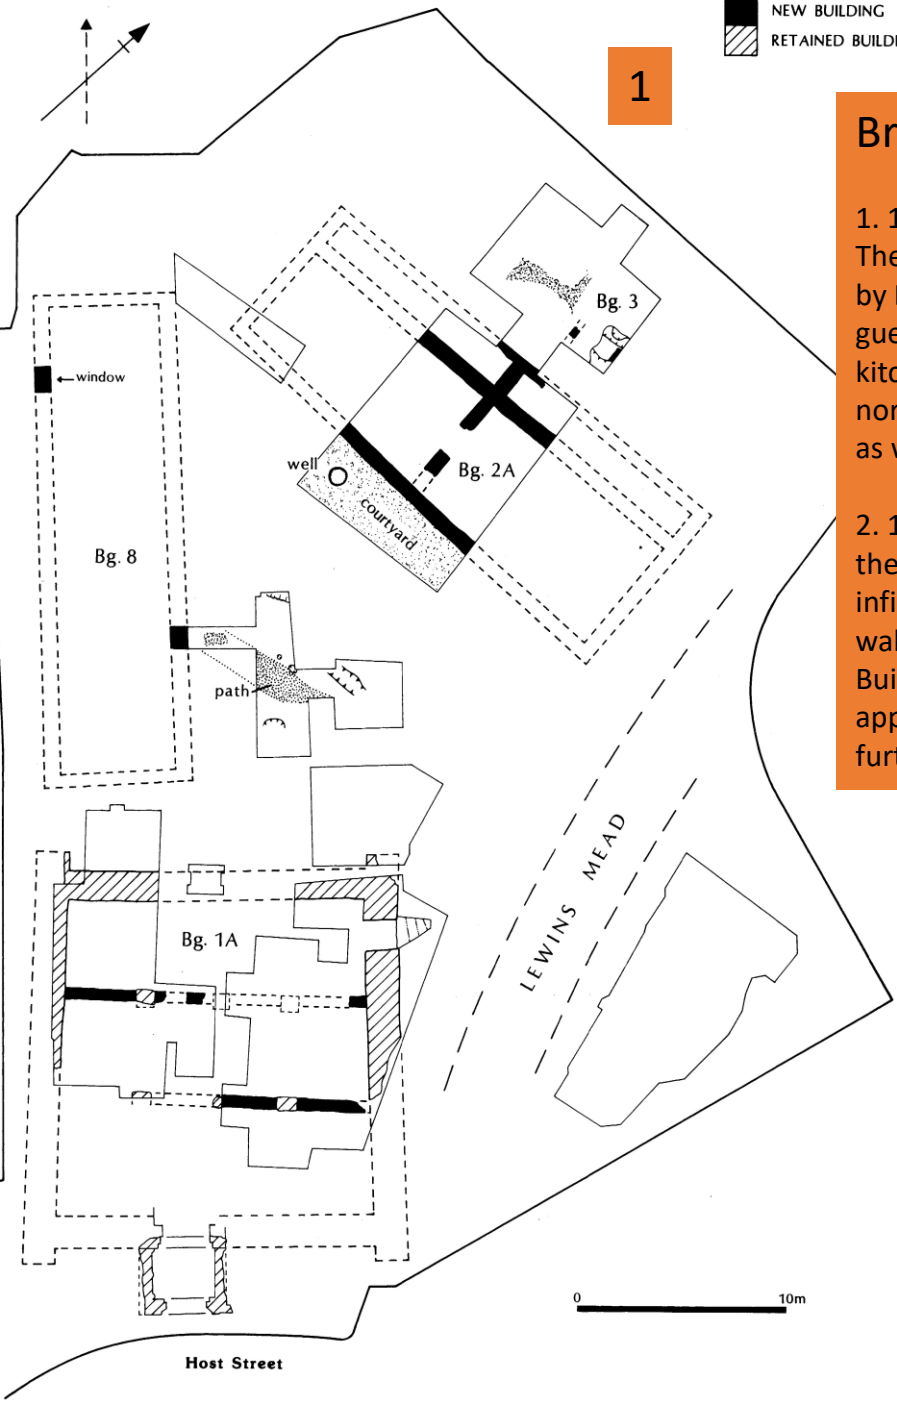 NEW BUILDING
RETAINED BUILD
1
Br
1. 1
The
by
gue
kitc
nor
as
2. 1
the
infi
wal
Bui
app
furt
Bg. 3
window
well
Bg. 2A
courtyard
Bg. 8
path
LEWINS MEAD
Bg. 1A
0 10m
Host Street